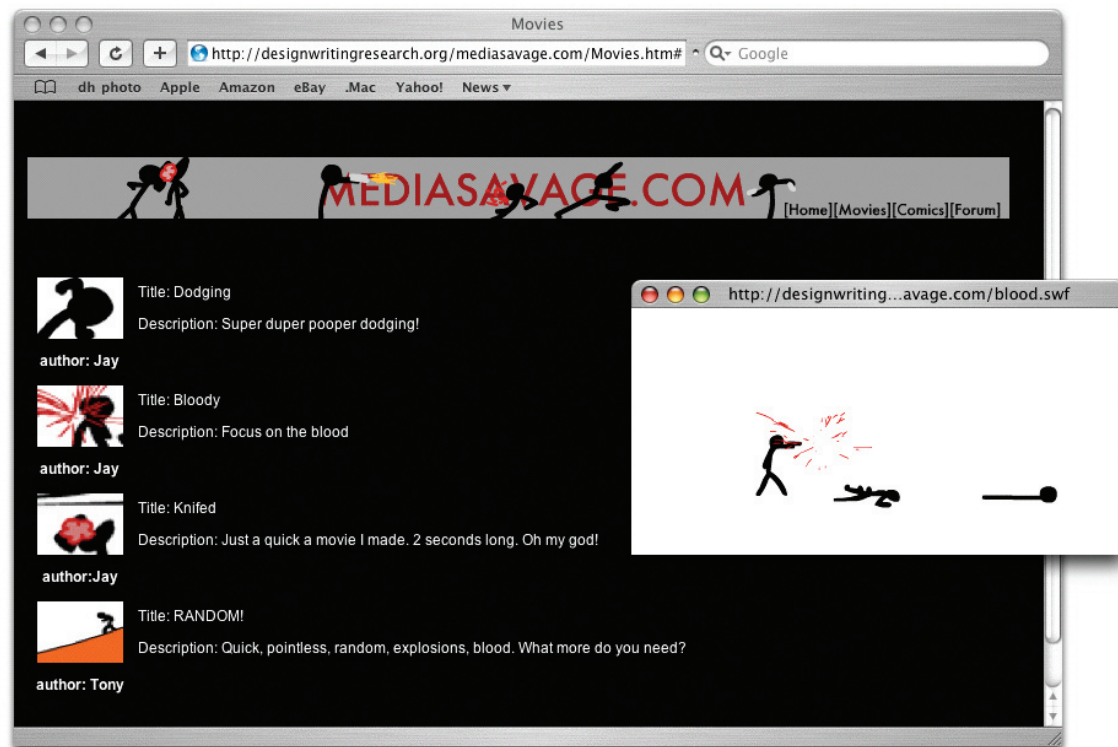 Movies
http://designwritingresearch.org/mediasavage.com/Movies.htm#
Google
dh photo Apple Amazon eBay .Mac Yahoo! News
MEDIASAVAGE.COM
[Home][Movies][Comics][Forum]
Title: Dodging
Description: Super duper pooper dodging!
author: Jay
http://designwriting...avage.com/blood.swf
Title: Bloody
Description: Focus on the blood
author: Jay
Title: Knifed
Description: Just a quick a movie I made. 2 seconds long. Oh my god!
author:Jay
Title: RANDOM!
Description: Quick, pointless, random, explosions, blood. What more do you need?
author: Tony